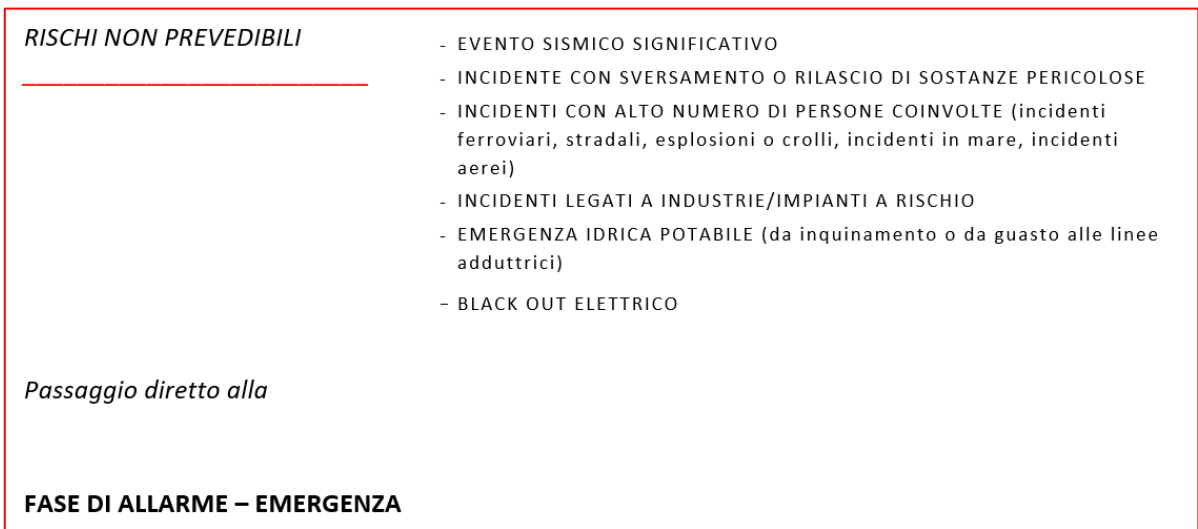 RISCHI NON PREVEDIBILI
- EVENTO SISMICO SIGNIFICATIVO
- INCIDENTE CON SVERSAMENTO O RILASCIO DI SOSTANZE PERICOLOSE
- INCIDENTI CON ALTO NUMERO DI PERSONE COINVOLTE (incidenti
ferroviari, stradali, esplosioni o crolli, incidenti in mare, incidenti
aerei)
- INCIDENTI LEGATI A INDUSTRIE/IMPIANTI A RISCHIO
- EMERGENZA IDRICA POTABILE (da inquinamento o da guasto alle linee
adduttrici)
– BLACK OUT ELETTRICO
Passaggio diretto alla
FASE DI ALLARME – EMERGENZA